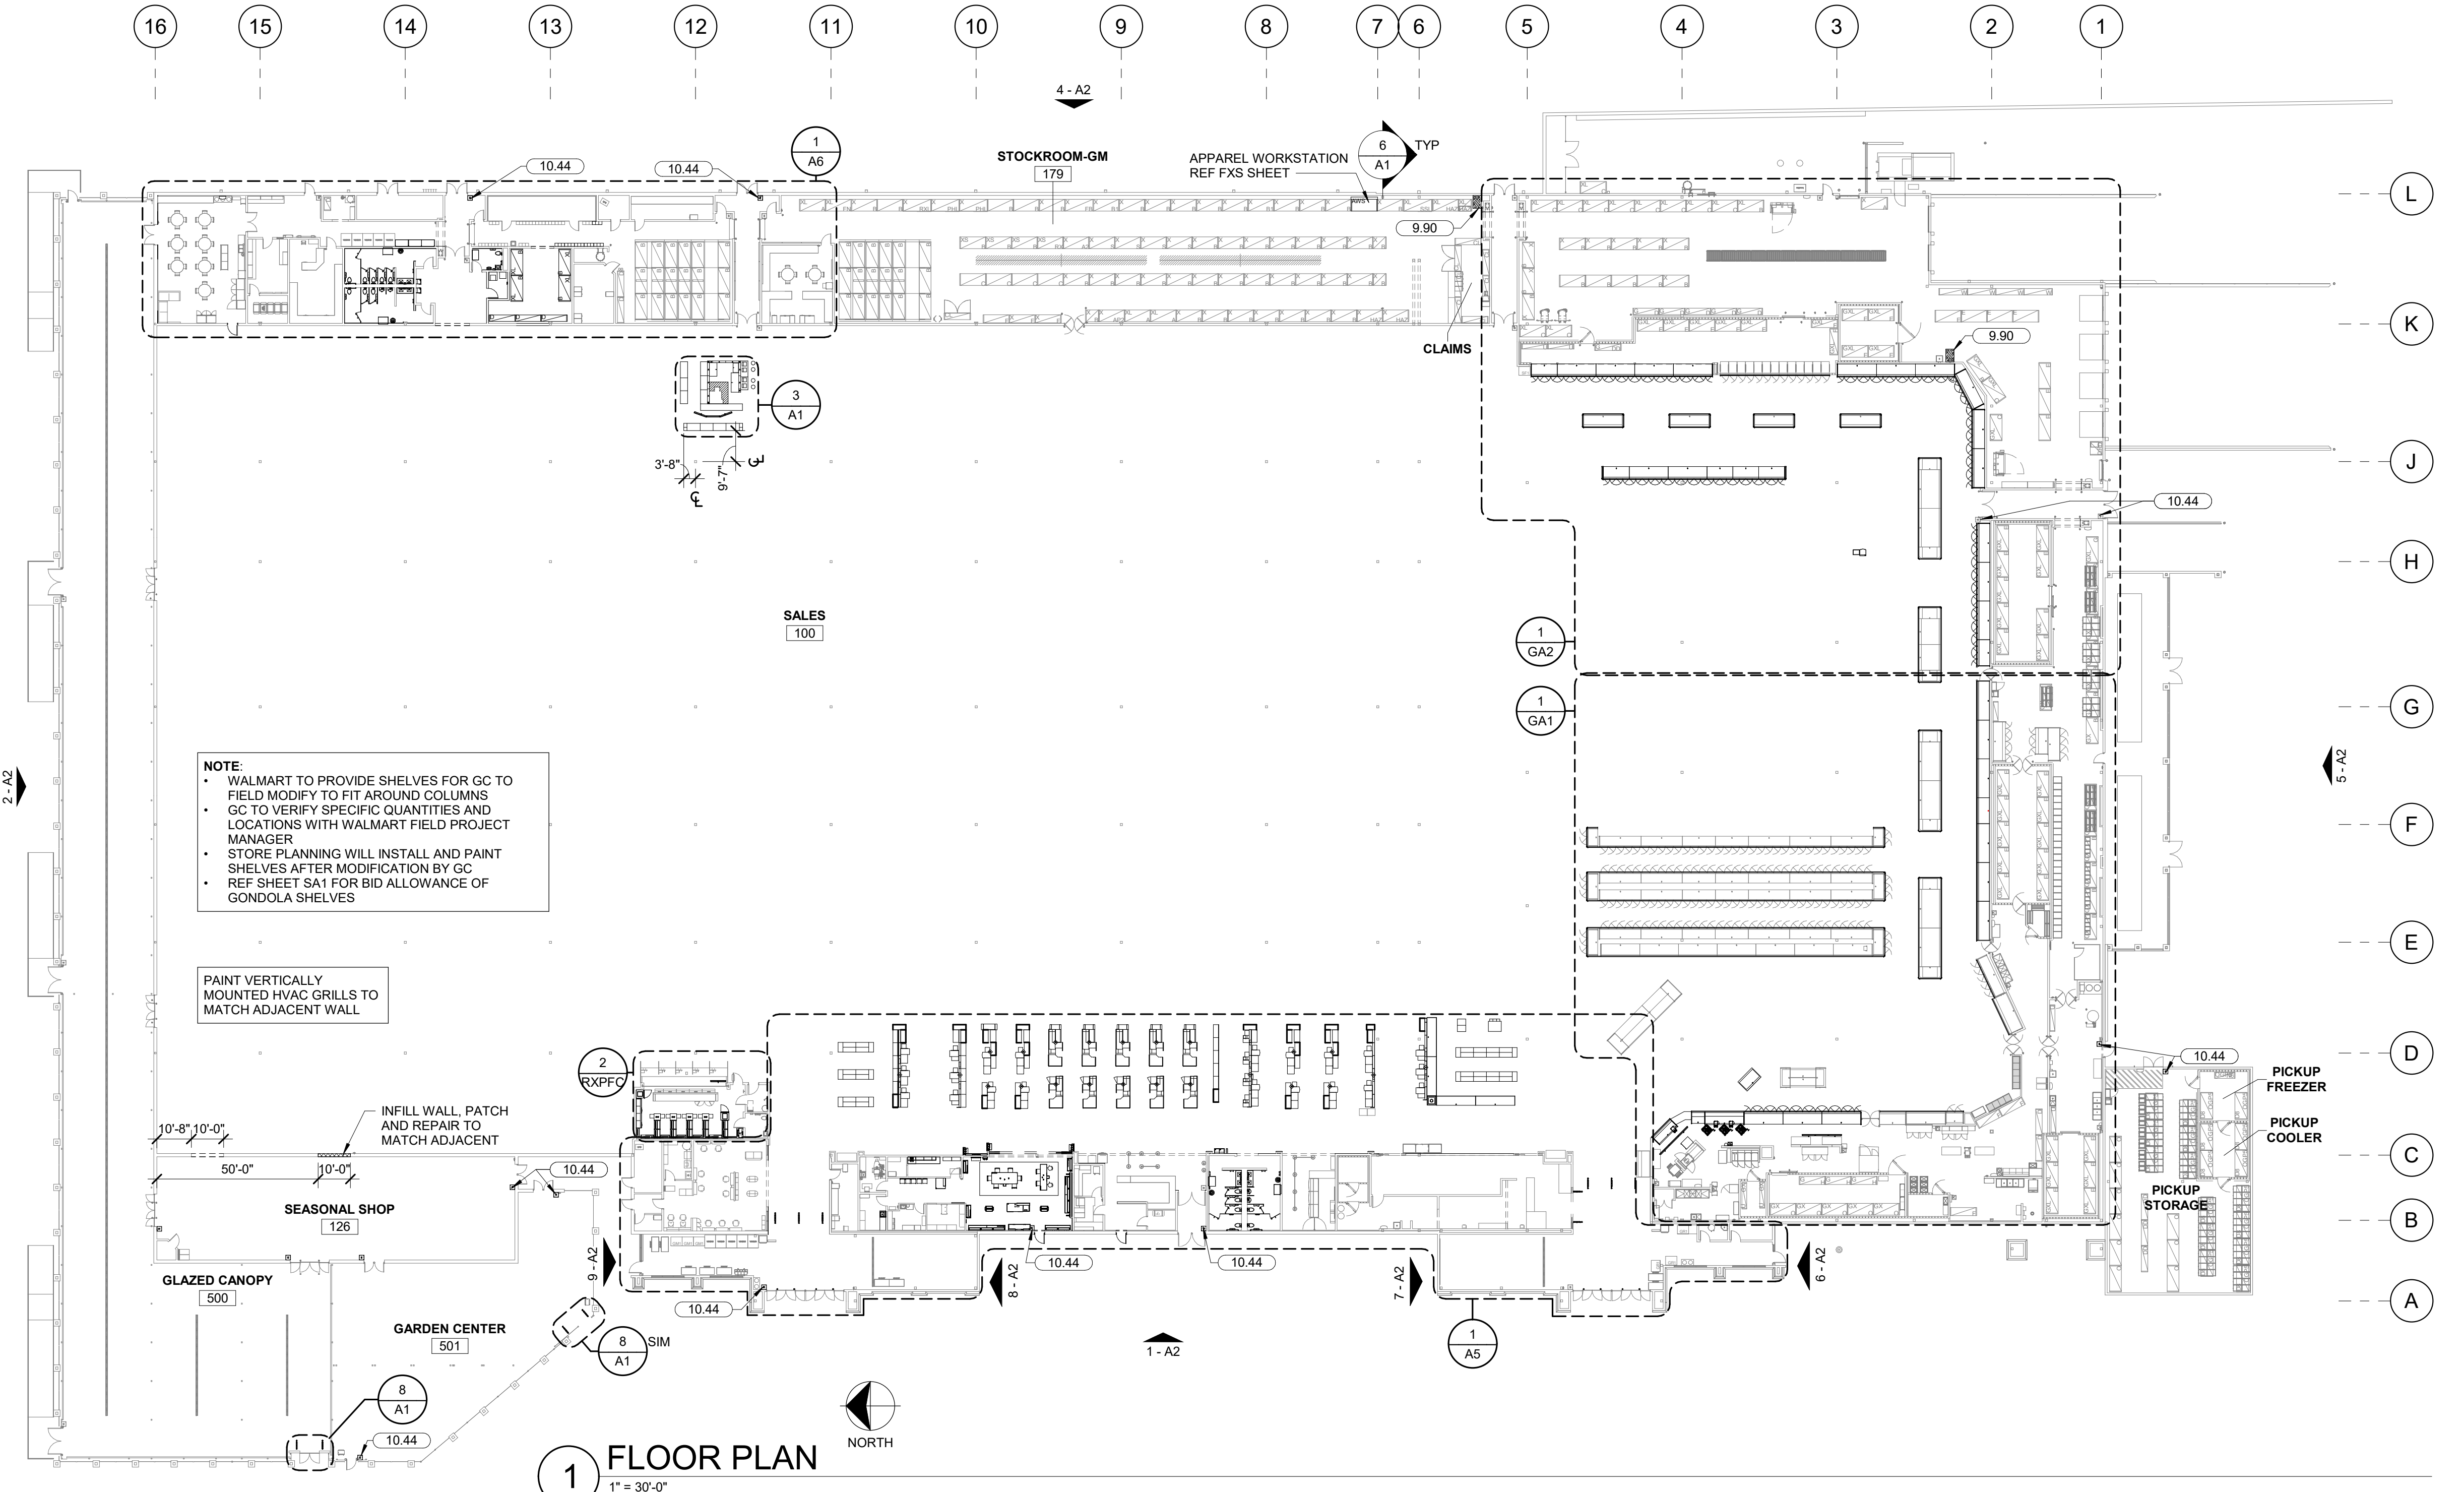 16 15 14 13 12 11 10 9 8 7 6 5 4 3 2 1
4 - A2
1
A6
10.44
10.44
STOCKROOM-GM
179
APPAREL WORKSTATION
REF FXS SHEET
6
A1
TYP
L
AWS
9.90
CLAIMS
K
9.90
3
A1
3'-8"
9'-7"
J
10.44
H
SALES
100
1
GA2
1
GA1
G
2 - A2
5 - A2
NOTE:
• WALMART TO PROVIDE SHELVES FOR GC TO
FIELD MODIFY TO FIT AROUND COLUMNS
• GC TO VERIFY SPECIFIC QUANTITIES AND
LOCATIONS WITH WALMART FIELD PROJECT
MANAGER
• STORE PLANNING WILL INSTALL AND PAINT
SHELVES AFTER MODIFICATION BY GC
• REF SHEET SA1 FOR BID ALLOWANCE OF
GONDOLA SHELVES
F
E
PAINT VERTICALLY
MOUNTED HVAC GRILLS TO
MATCH ADJACENT WALL
D
2
RXPFC
10.44
PICKUP
FREEZER
PICKUP
COOLER
INFILL WALL, PATCH
AND REPAIR TO
MATCH ADJACENT
10'-8" 10'-0"
50'-0" 10'-0"
10.44
C
PICKUP
STORAGE
SEASONAL SHOP
126
B
9 - A2
8 - A2
10.44
10.44
7 - A2
6 - A2
GLAZED CANOPY
500
10.44
A
GARDEN CENTER
501
8
A1
SIM
1 - A2
1
A5
8
A1
10.44
NORTH
1
FLOOR PLAN
1" = 30'-0"